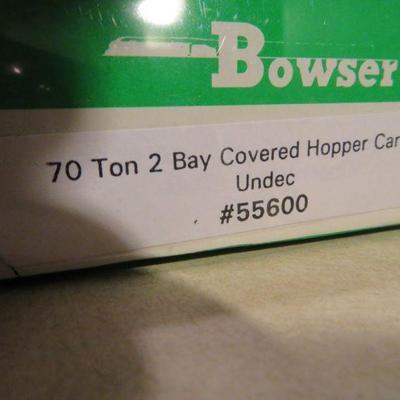 Bowser
70 Ton 2 Bay Covered Hopper Car
Undec
#55600